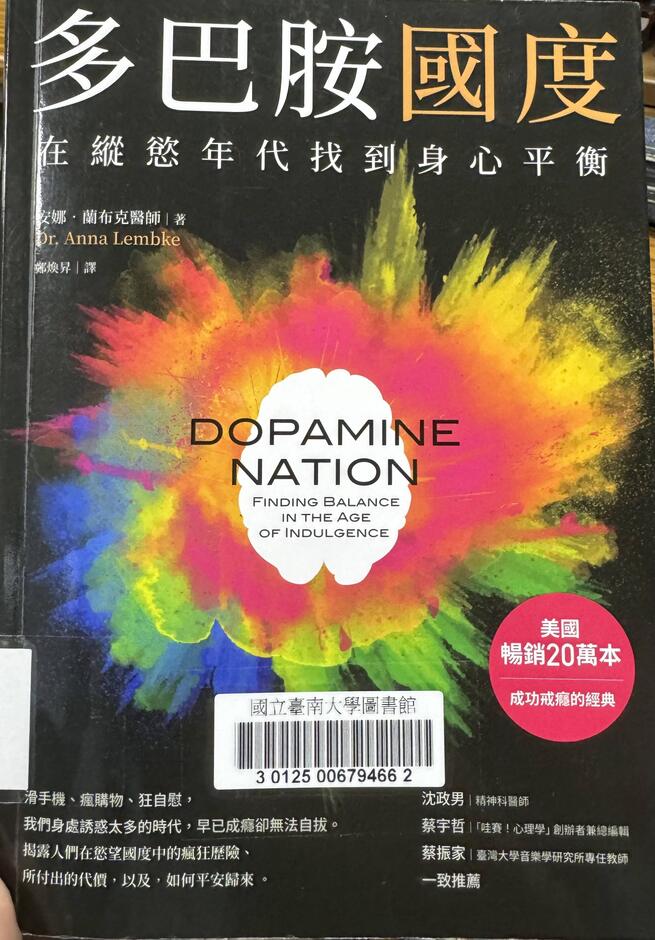 多巴胺國度
在縱慾年代找到身心平衡
安娜．蘭布克醫師｜著
Dr. Anna Lembke
鄭煥昇｜譯
DOPAMINE
NATION
FINDING BALANCE
IN THE AGE
OF INDULGENCE
美國
暢銷20萬本
成功戒癮的經典
國立臺南大學圖書館
3 0125 00679466 2
滑手機、瘋購物、狂自慰，
我們身處誘惑太多的時代，早已成癮卻無法自拔。
揭露人們在慾望國度中的瘋狂歷險、
所付出的代價，以及，如何平安歸來。
沈政男｜精神科醫師
蔡宇哲｜「哇賽！心理學」創辦者兼總編輯
蔡振家｜臺灣大學音樂學研究所專任教師
一致推薦